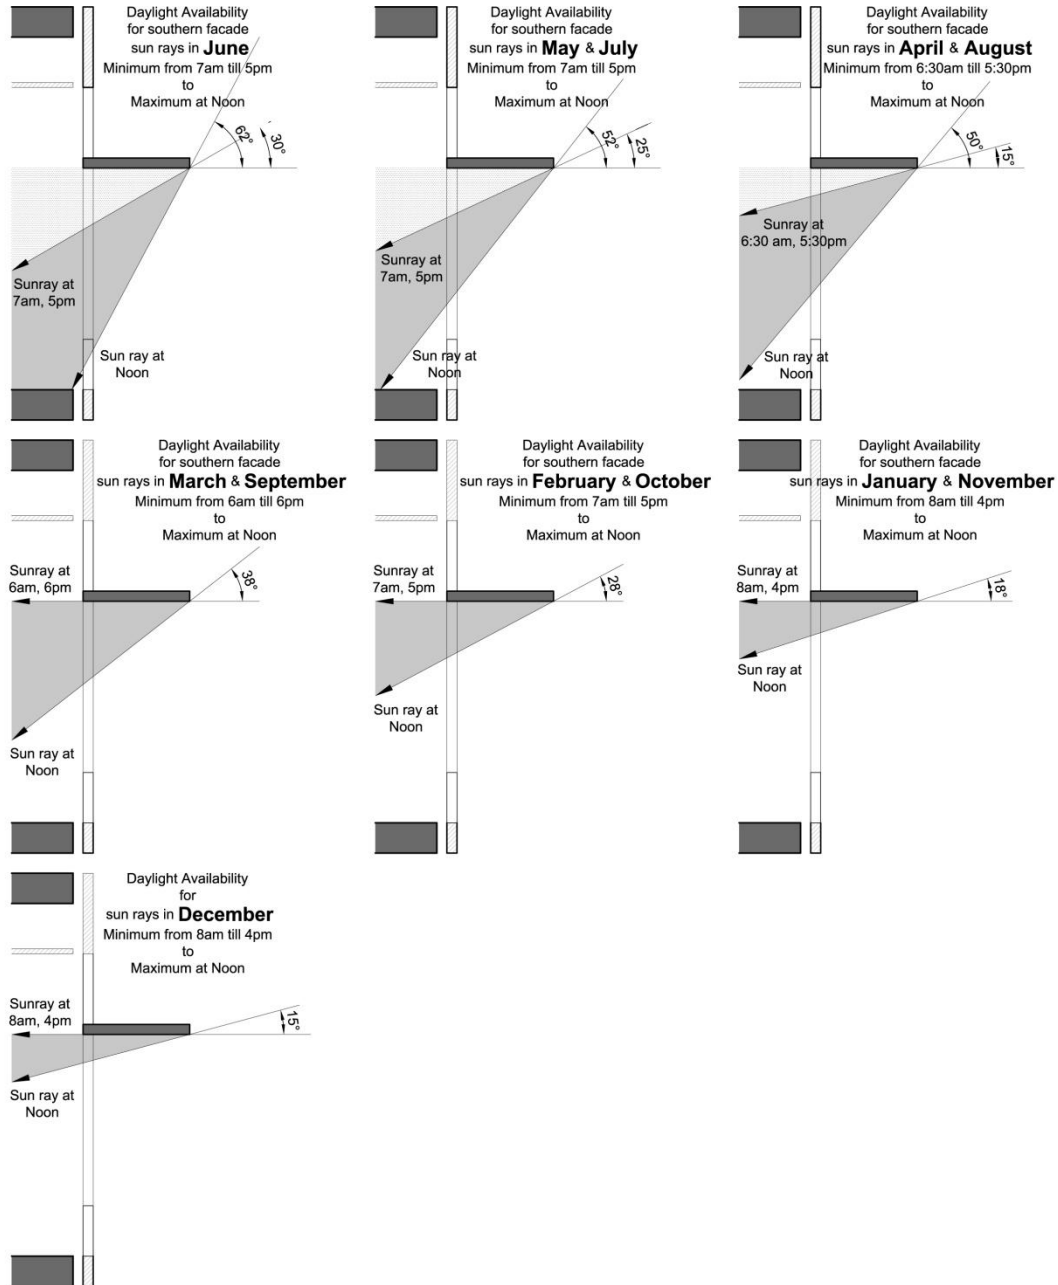 Daylight Availability
for southern facade
sun rays in June
Minimum from 7am till 5pm
to
Maximum at Noon
62°
30°
Sunray at
7am, 5pm
Sun ray at
Noon
Daylight Availability
for southern facade
sun rays in May & July
Minimum from 7am till 5pm
to
Maximum at Noon
52°
25°
Sunray at
7am, 5pm
Sun ray at
Noon
Daylight Availability
for southern facade
sun rays in April & August
Minimum from 6:30am till 5:30pm
to
Maximum at Noon
50°
15°
Sunray at
6:30 am, 5:30pm
Sun ray at
Noon
Daylight Availability
for southern facade
sun rays in March & September
Minimum from 6am till 6pm
to
Maximum at Noon
Sunray at
6am, 6pm
38°
Sun ray at
Noon
Daylight Availability
for southern facade
sun rays in February & October
Minimum from 7am till 5pm
to
Maximum at Noon
Sunray at
7am, 5pm
28°
Sun ray at
Noon
Daylight Availability
for southern facade
sun rays in January & November
Minimum from 8am till 4pm
to
Maximum at Noon
Sunray at
8am, 4pm
18°
Sun ray at
Noon
Daylight Availability
for
sun rays in December
Minimum from 8am till 4pm
to
Maximum at Noon
Sunray at
8am, 4pm
15°
Sun ray at
Noon